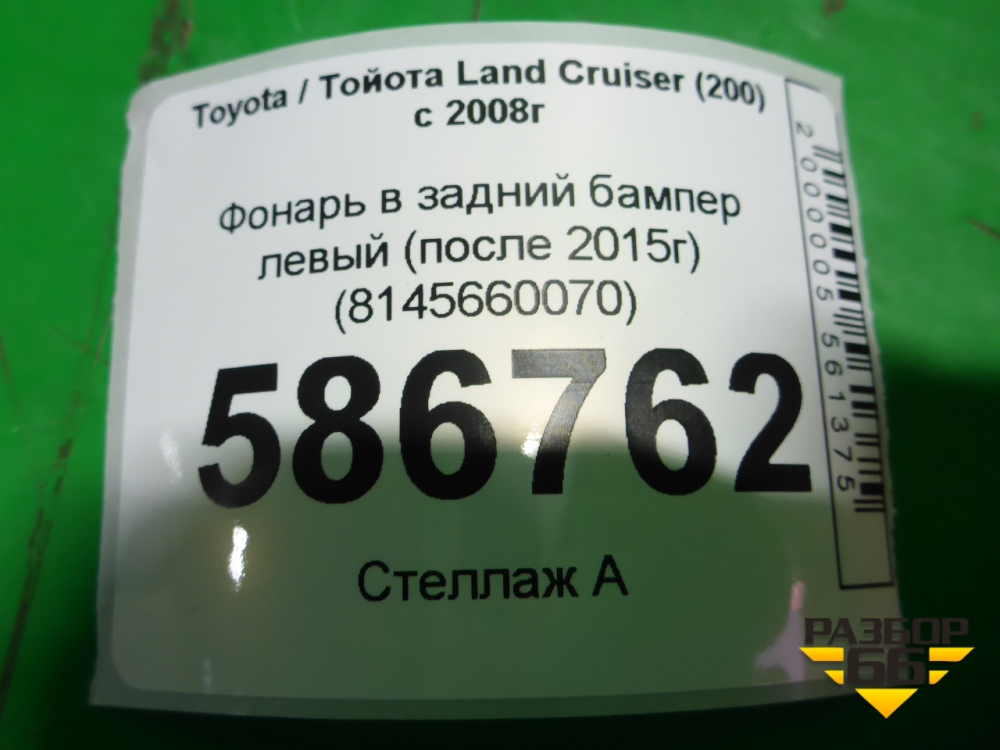 Toyota / Тойота Land Cruiser (200)
с 2008г
Фонарь в задний бампер
левый (после 2015г)
(8145660070)
586762
Стеллаж А
2000005561375
РАЗБОР
66